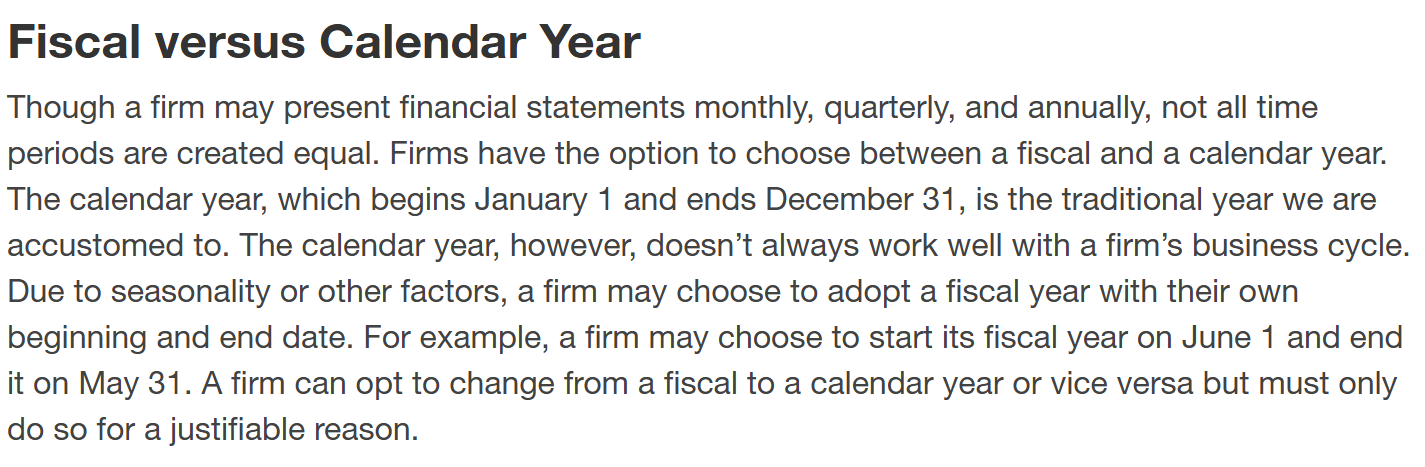 Fiscal versus Calendar Year
Though a firm may present financial statements monthly, quarterly, and annually, not all time
periods are created equal. Firms have the option to choose between a fiscal and a calendar year.
The calendar year, which begins January 1 and ends December 31, is the traditional year we are
accustomed to. The calendar year, however, doesn’t always work well with a firm’s business cycle.
Due to seasonality or other factors, a firm may choose to adopt a fiscal year with their own
beginning and end date. For example, a firm may choose to start its fiscal year on June 1 and end
it on May 31. A firm can opt to change from a fiscal to a calendar year or vice versa but must only
do so for a justifiable reason.